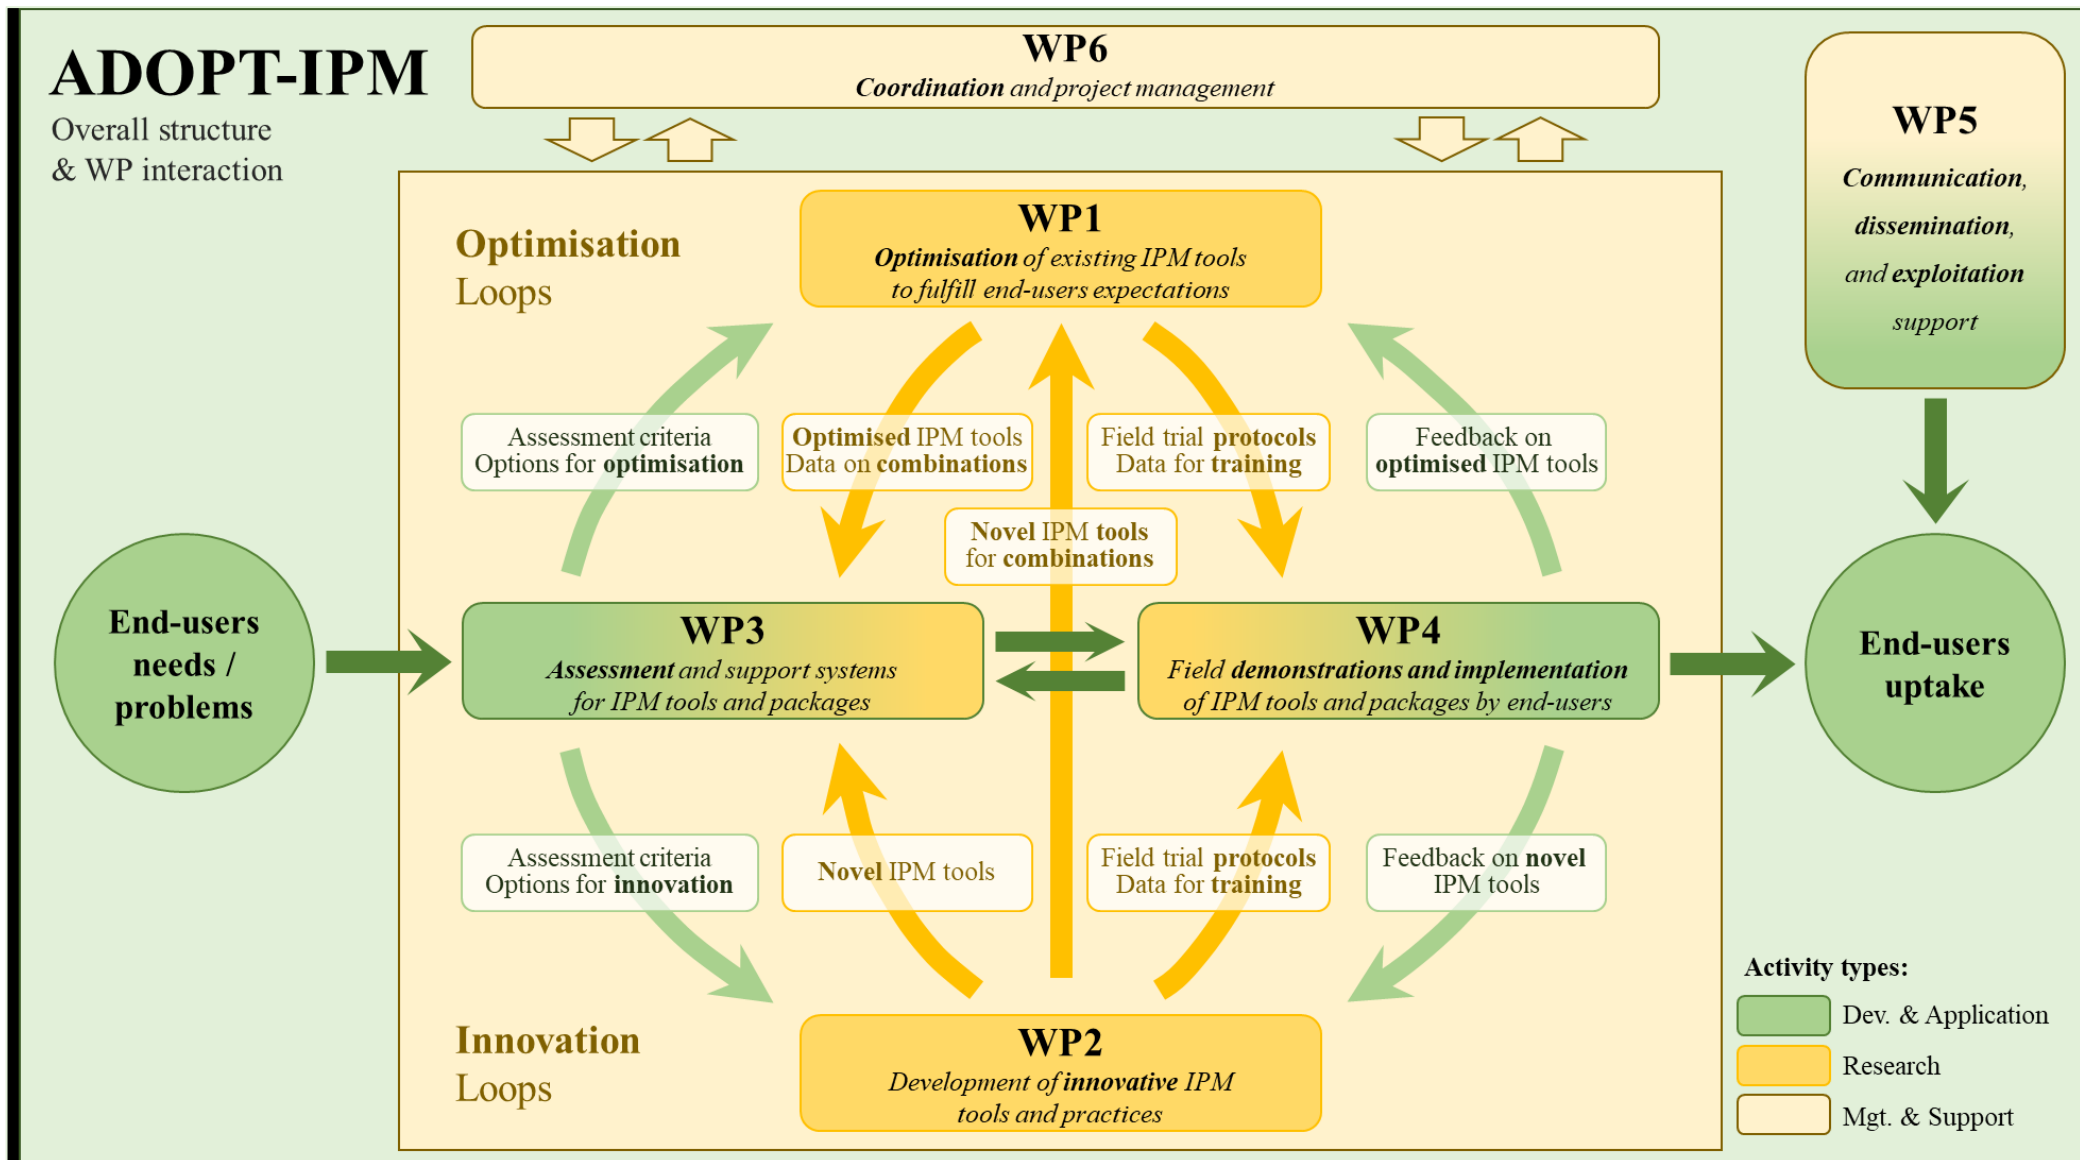 ADOPT-IPM
Overall structure
& WP interaction
WP6
Coordination and project management
WP5
Communication,
dissemination,
and exploitation
support
Optimisation
Loops
WP1
Optimisation of existing IPM tools
to fulfill end-users expectations
Assessment criteria
Options for optimisation
Optimised IPM tools
Data on combinations
Field trial protocols
Data for training
Feedback on
optimised IPM tools
Novel IPM tools
for combinations
End-users
needs /
problems
WP3
Assessment and support systems
for IPM tools and packages
WP4
Field demonstrations and implementation
of IPM tools and packages by end-users
End-users
uptake
Assessment criteria
Options for innovation
Novel IPM tools
Field trial protocols
Data for training
Feedback on novel
IPM tools
Innovation
Loops
WP2
Development of innovative IPM
tools and practices
Activity types:
Dev. & Application
Research
Mgt. & Support